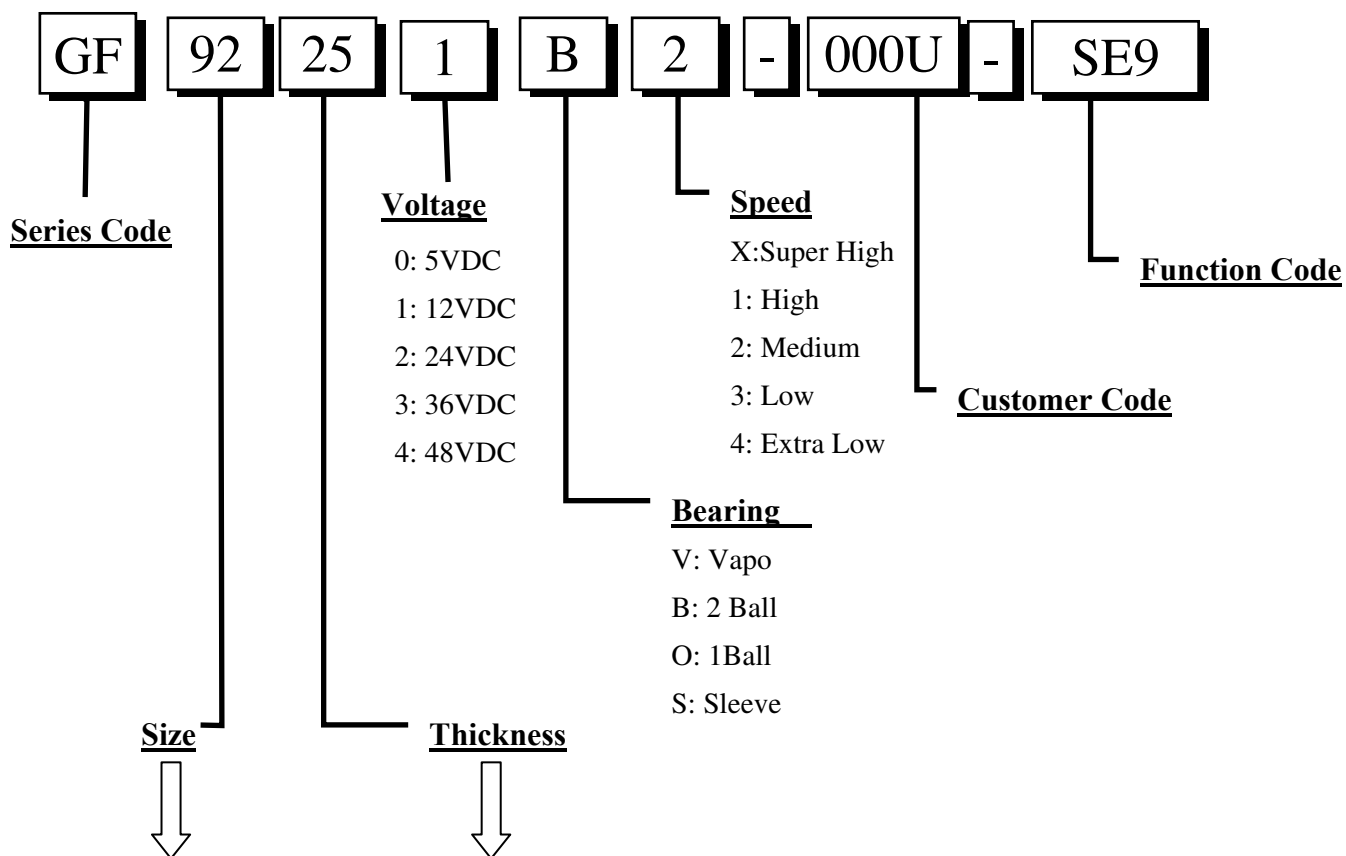 GF 92 25 1 B 2 - 000U - SE9
Series Code
Voltage
0: 5VDC
1: 12VDC
2: 24VDC
3: 36VDC
4: 48VDC
Speed
X:Super High
1: High
2: Medium
3: Low
4: Extra Low
Function Code
Customer Code
Bearing
V: Vapo
B: 2 Ball
O: 1Ball
S: Sleeve
Size
Thickness